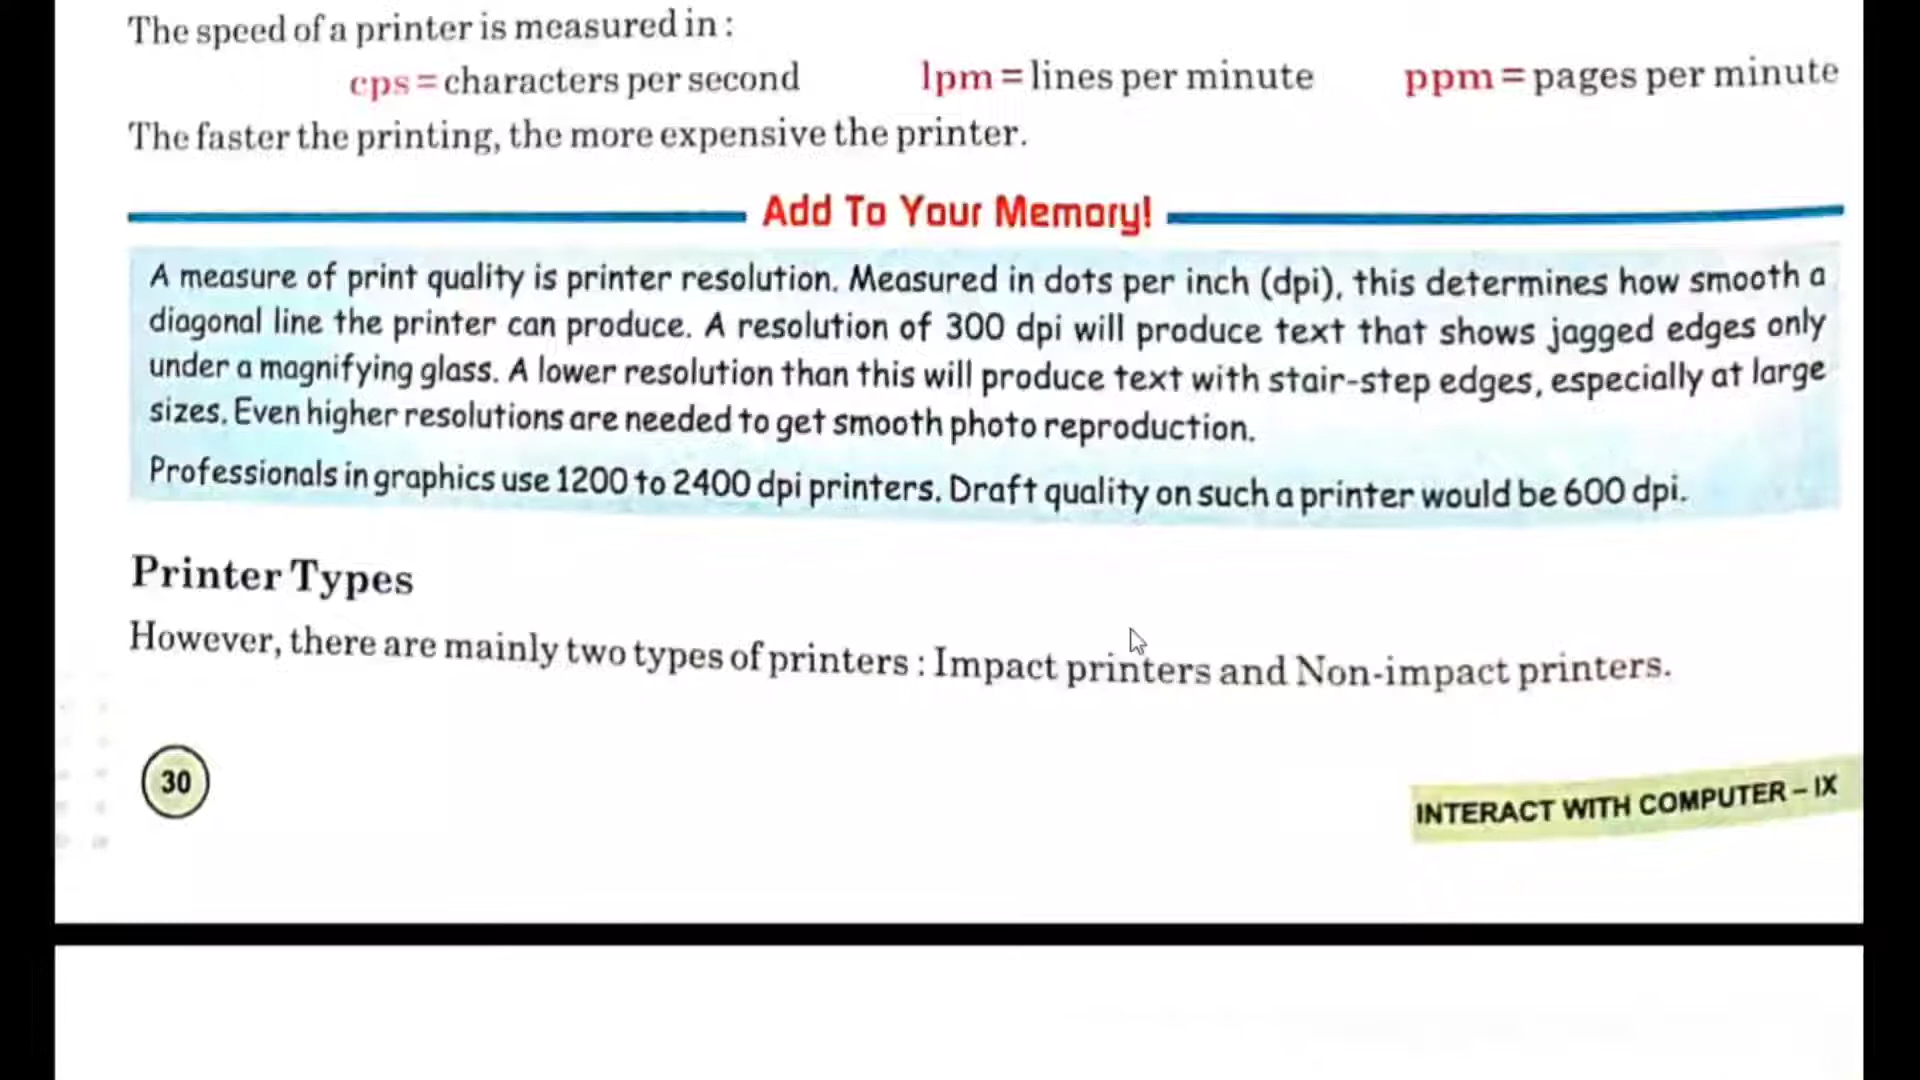 The speed of a printer is measured in :
cps = characters per second lpm = lines per minute ppm = pages per minute
The faster the printing, the more expensive the printer.
Add To Your Memory!
A measure of print quality is printer resolution. Measured in dots per inch (dpi), this determines how smooth a
diagonal line the printer can produce. A resolution of 300 dpi will produce text that shows jagged edges only
under a magnifying glass. A lower resolution than this will produce text with stair-step edges, especially at large
sizes. Even higher resolutions are needed to get smooth photo reproduction.
Professionals in graphics use 1200 to 2400 dpi printers. Draft quality on such a printer would be 600 dpi.
Printer Types
However, there are mainly two types of printers : Impact printers and Non-impact printers.
30
INTERACT WITH COMPUTER – IX